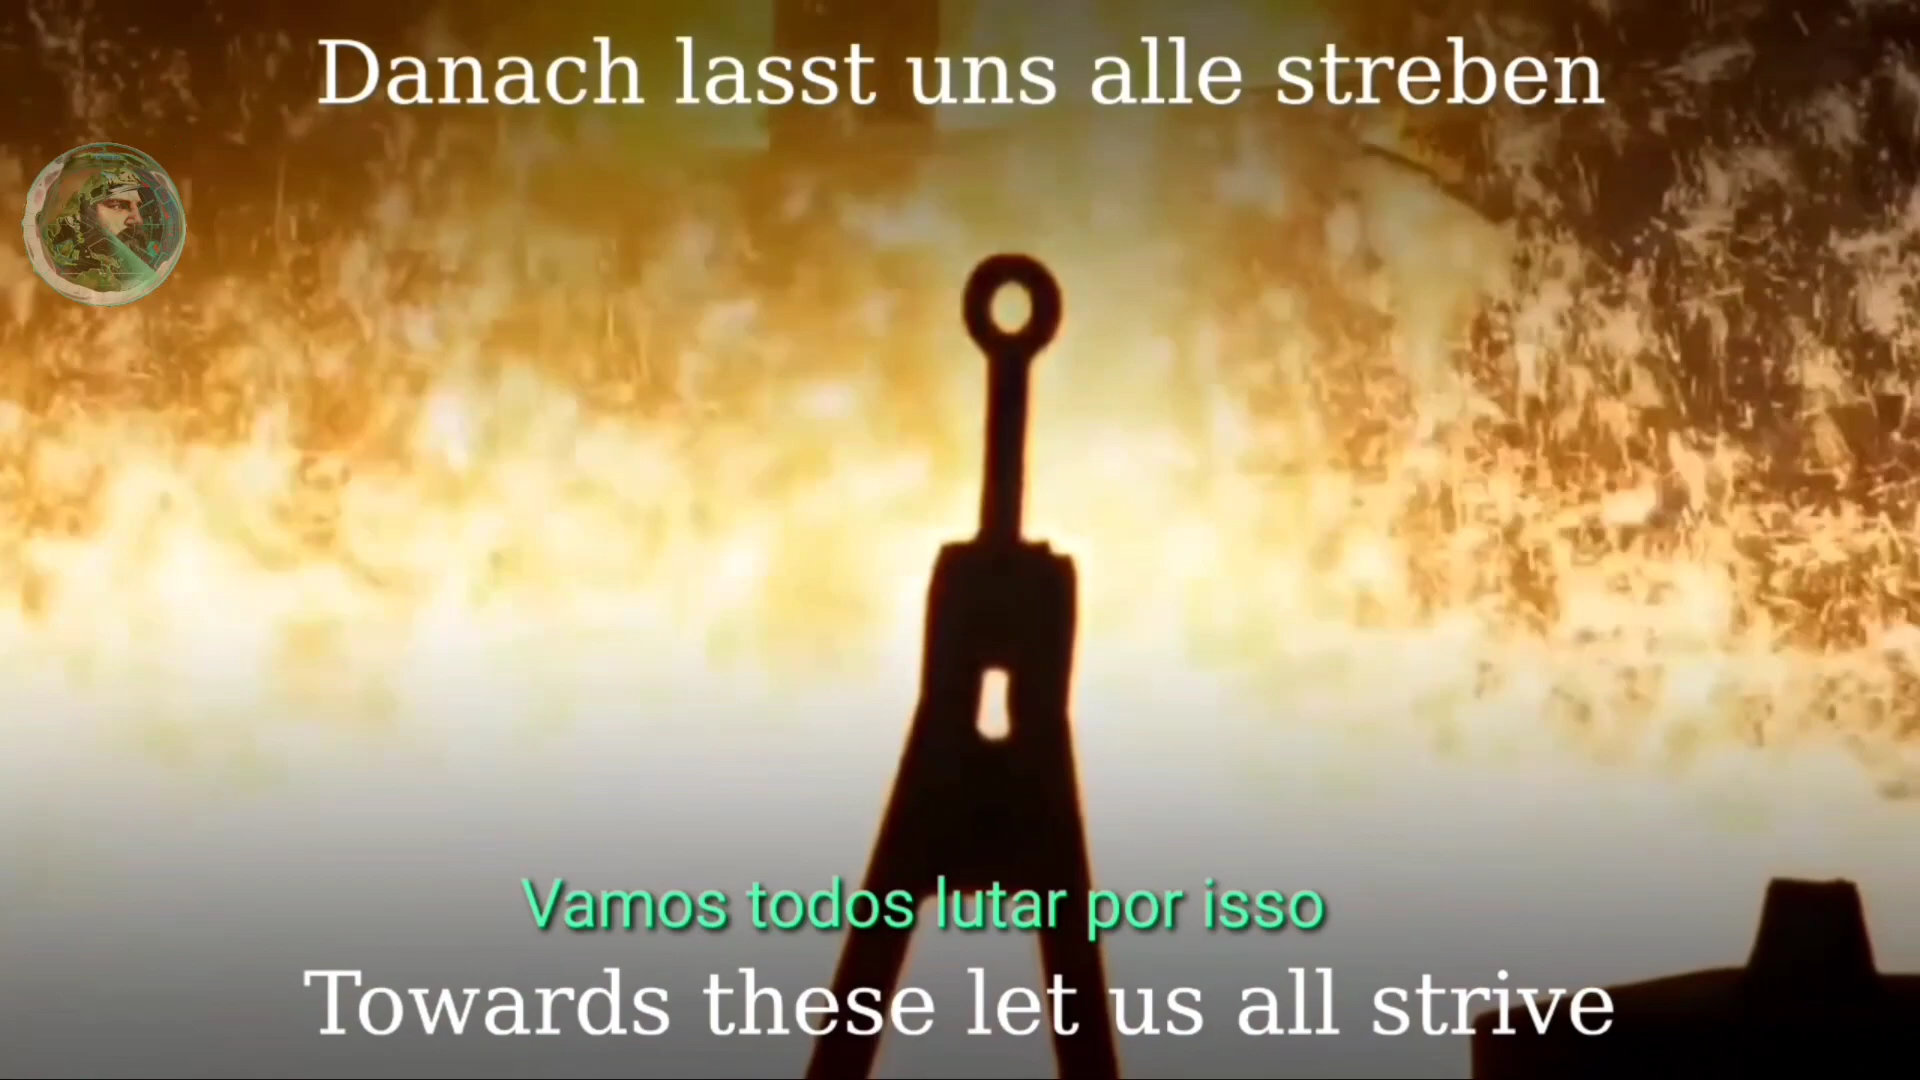 Danach lasst uns alle streben
Vamos todos lutar por isso
Towards these let us all strive